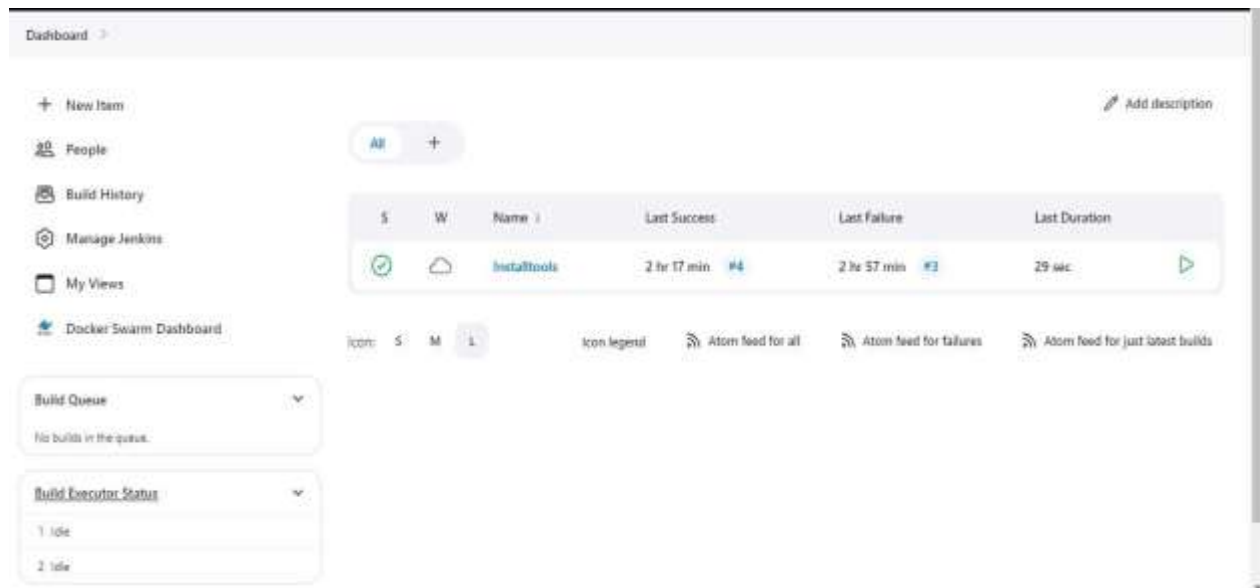 Dashboard
New Item
People
Build History
Manage Jenkins
My Views
Docker Swarm Dashboard
Build Queue
No builds in the queue.
Build Executor Status
1 Idle
2 Idle
Add description
All +
S W Name ↓ Last Success Last Failure Last Duration
Installtools 2 hr 17 min #4 2 hr 57 min #3 29 sec
Icon: S M L Icon legend Atom feed for all Atom feed for failures Atom feed for just latest builds